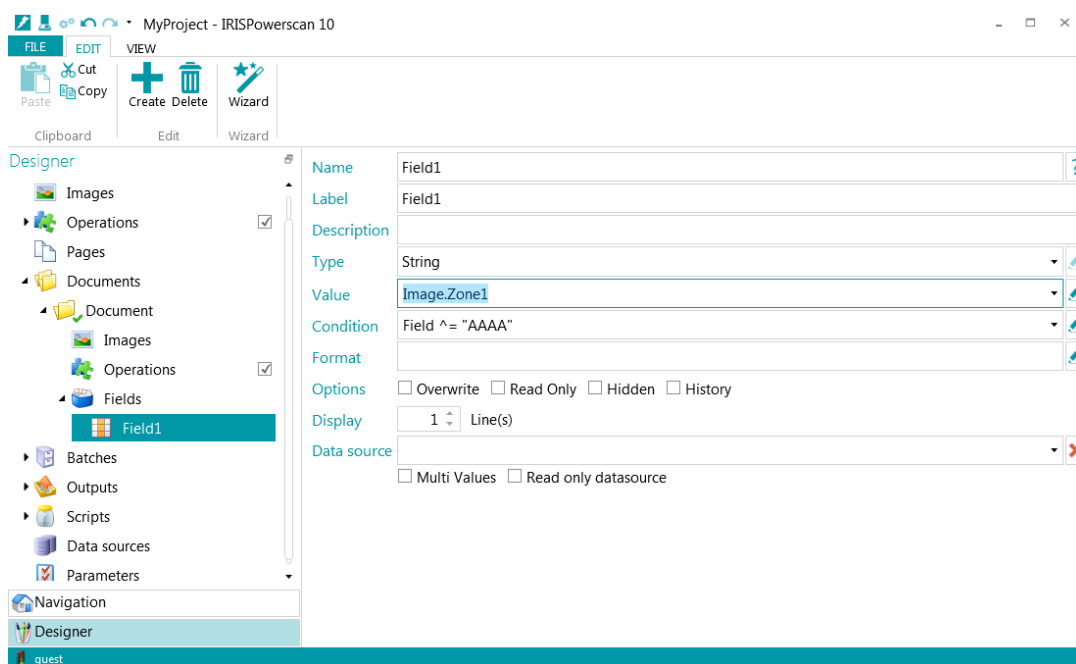 MyProject - IRISPowerscan 10
FILE EDIT VIEW
Paste Cut Copy Create Delete Wizard
Clipboard Edit Wizard
Designer
Images
Operations
Pages
Documents
Document
Images
Operations
Fields
Field1
Batches
Outputs
Scripts
Data sources
Parameters
Navigation
Designer
guest
Name Field1
Label Field1
Description
Type String
Value Image.Zone1
Condition Field ^= "AAAA"
Format
Options Overwrite Read Only Hidden History
Display 1 Line(s)
Data source
Multi Values Read only datasource